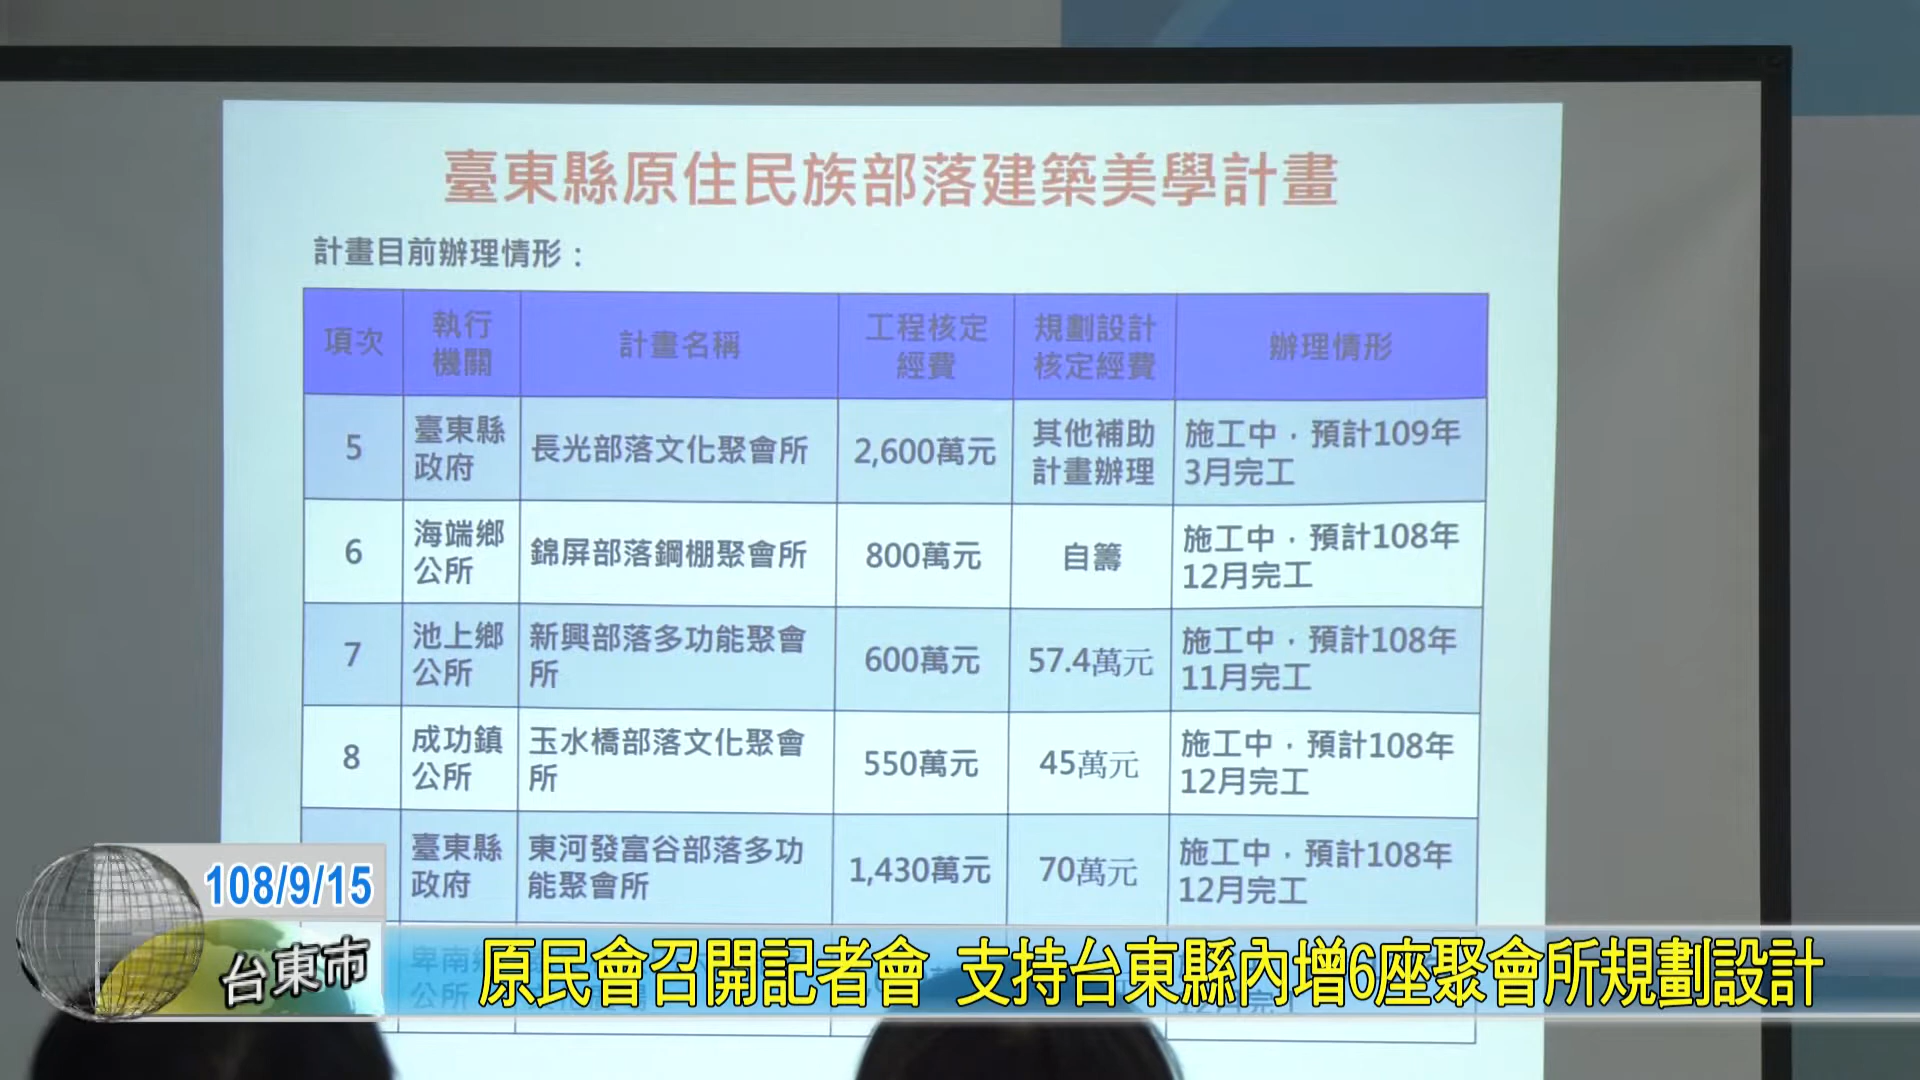 臺東縣原住民族部落建築美學計畫
計畫目前辦理情形：
項次 執行機關 計畫名稱 工程核定經費 規劃設計核定經費 辦理情形
5 臺東縣政府 長光部落文化聚會所 2,600萬元 其他補助計畫辦理 施工中，預計109年3月完工
6 海端鄉公所 錦屏部落鋼棚聚會所 800萬元 自籌 施工中，預計108年12月完工
7 池上鄉公所 新興部落多功能聚會所 600萬元 57.4萬元 施工中，預計108年11月完工
8 成功鎮公所 玉水橋部落文化聚會所 550萬元 45萬元 施工中，預計108年12月完工
臺東縣政府 東河發富谷部落多功能聚會所 1,430萬元 70萬元 施工中，預計108年12月完工
卑南 公所
108/9/15
台東市
原民會召開記者會 支持台東縣內增6座聚會所規劃設計